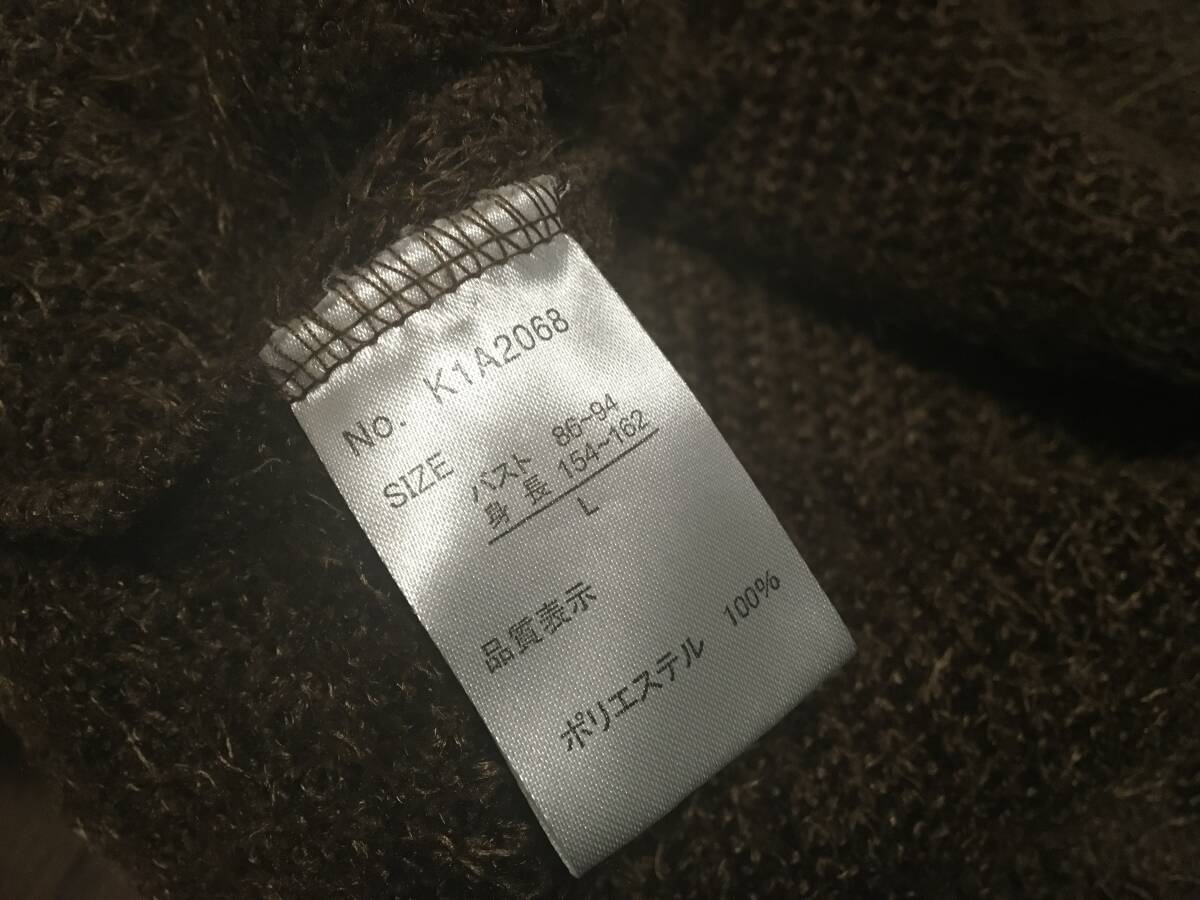 No. K1A2068
SIZE バスト 86~94
身長 154~162
L
品質表示
ポリエステル 100%